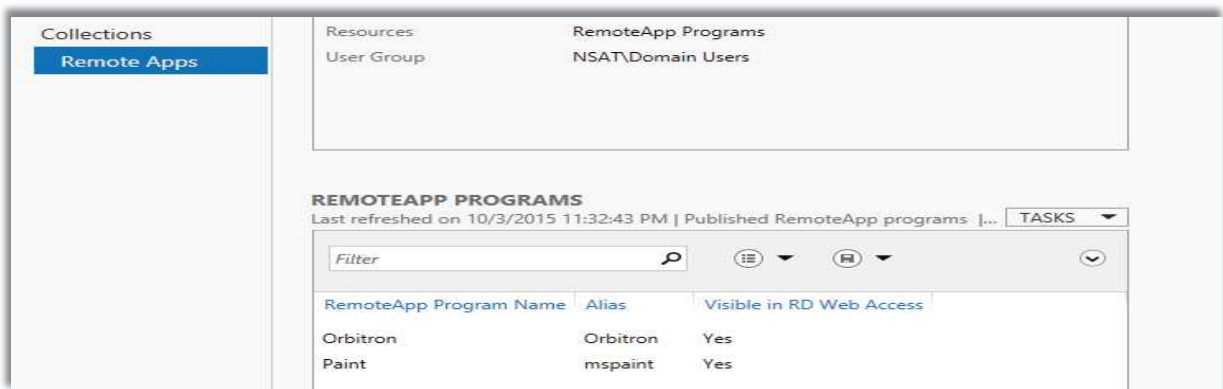 Collections
Remote Apps
Resources RemoteApp Programs
User Group NSAT\Domain Users
REMOTEAPP PROGRAMS
Last refreshed on 10/3/2015 11:32:43 PM | Published RemoteApp programs |... TASKS
Filter
RemoteApp Program Name Alias Visible in RD Web Access
Orbitron Orbitron Yes
Paint mspaint Yes